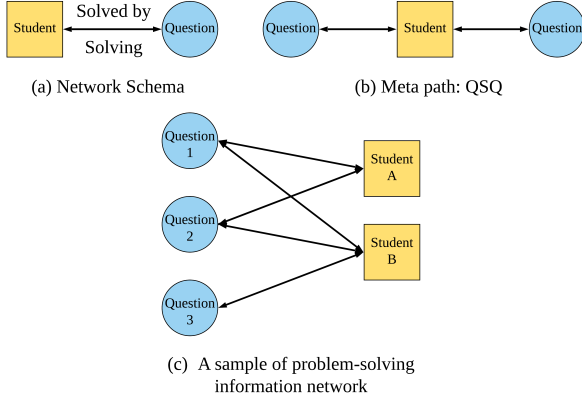 Solved by
Student
Question
Solving
Question
Student
Question
(a) Network Schema
(b) Meta path: QSQ
Question
1
Student
A
Question
2
Student
B
Question
3
(c) A sample of problem-solving
information network